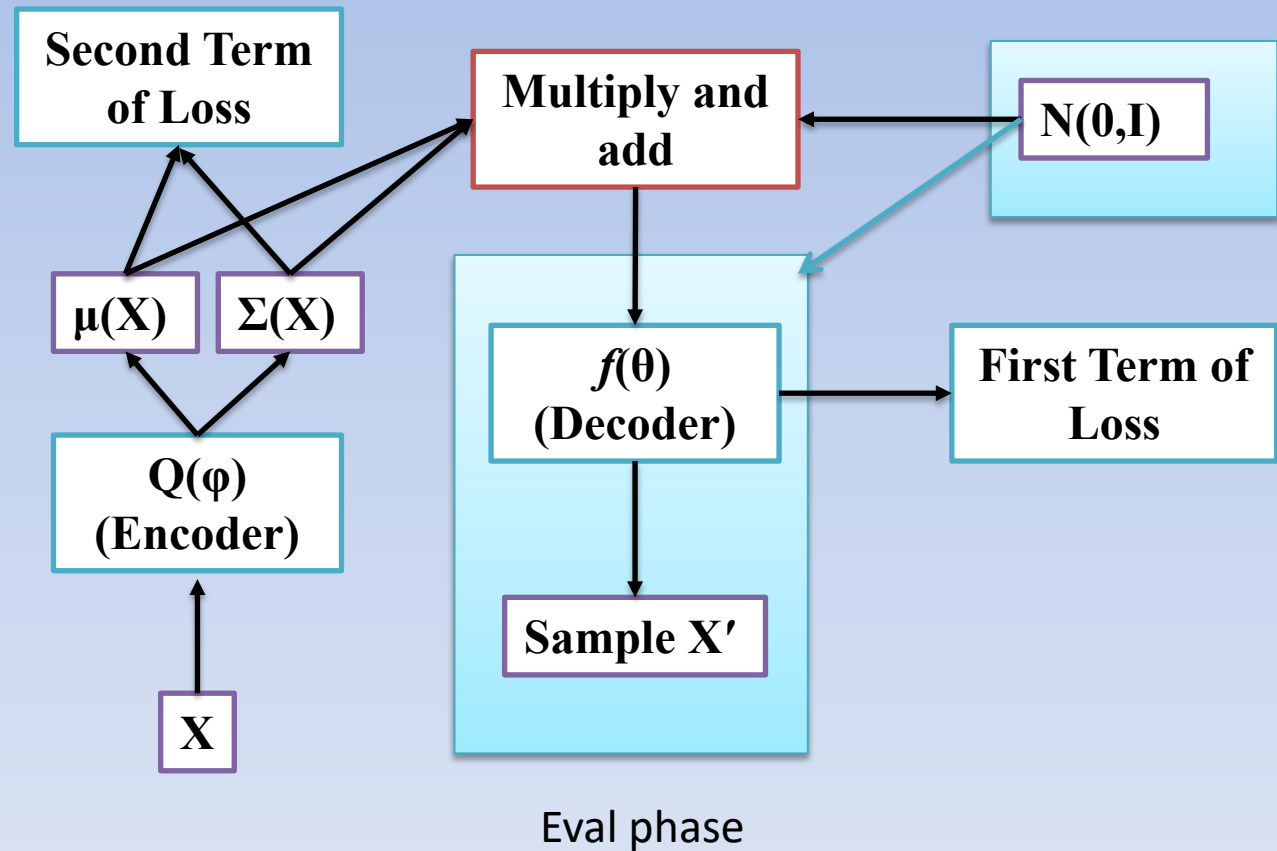 Second Term
of Loss
Multiply and
add
N(0,I)
μ(X)
Σ(X)
f(θ)
(Decoder)
First Term of
Loss
Q(φ)
(Encoder)
Sample X′
X
Eval phase